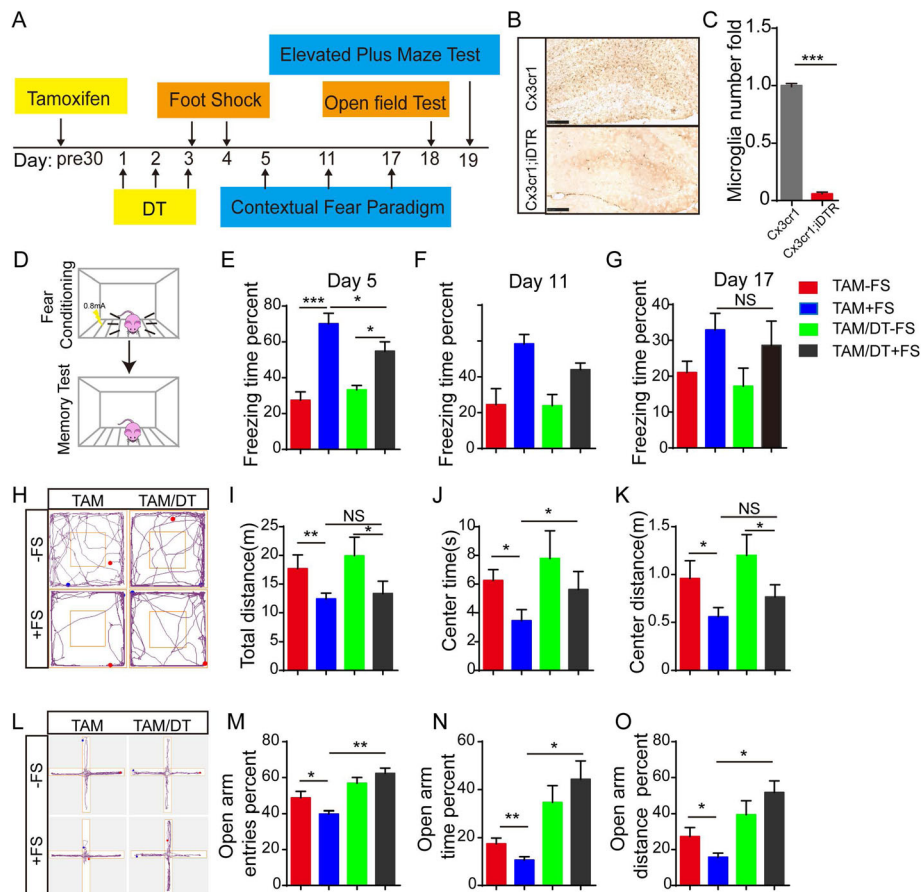 A
Elevated Plus Maze Test
Tamoxifen
Foot Shock
Open field Test
Day: pre30 1 2 3 4 5 11 17 18 19
DT
Contextual Fear Paradigm
B
Cx3cr1
Cx3cr1;iDTR
C
Microglia number fold
1.5
1.0
0.5
0
***
Cx3cr1
Cx3cr1;iDTR
D
Fear
Conditioning
0.8mA
Memory Test
E
Day 5
Freezing time percent
80
60
40
20
0
***
*
*
F
Day 11
Freezing time percent
80
60
40
20
0
G
Day 17
Freezing time percent
40
30
20
10
0
NS
TAM-FS
TAM+FS
TAM/DT-FS
TAM/DT+FS
H
TAM
TAM/DT
-FS
+FS
I
Total distance(m)
25
20
15
10
5
0
NS
**
*
J
Center time(s)
10
8
6
4
2
0
*
*
K
Center distance(m)
1.5
1.0
0.5
0
NS
*
*
L
TAM
TAM/DT
-FS
+FS
M
Open arm
entries percent
80
60
40
20
0
**
*
N
Open arm
time percent
60
40
20
0
*
**
O
Open arm
distance percent
80
60
40
20
0
*
*